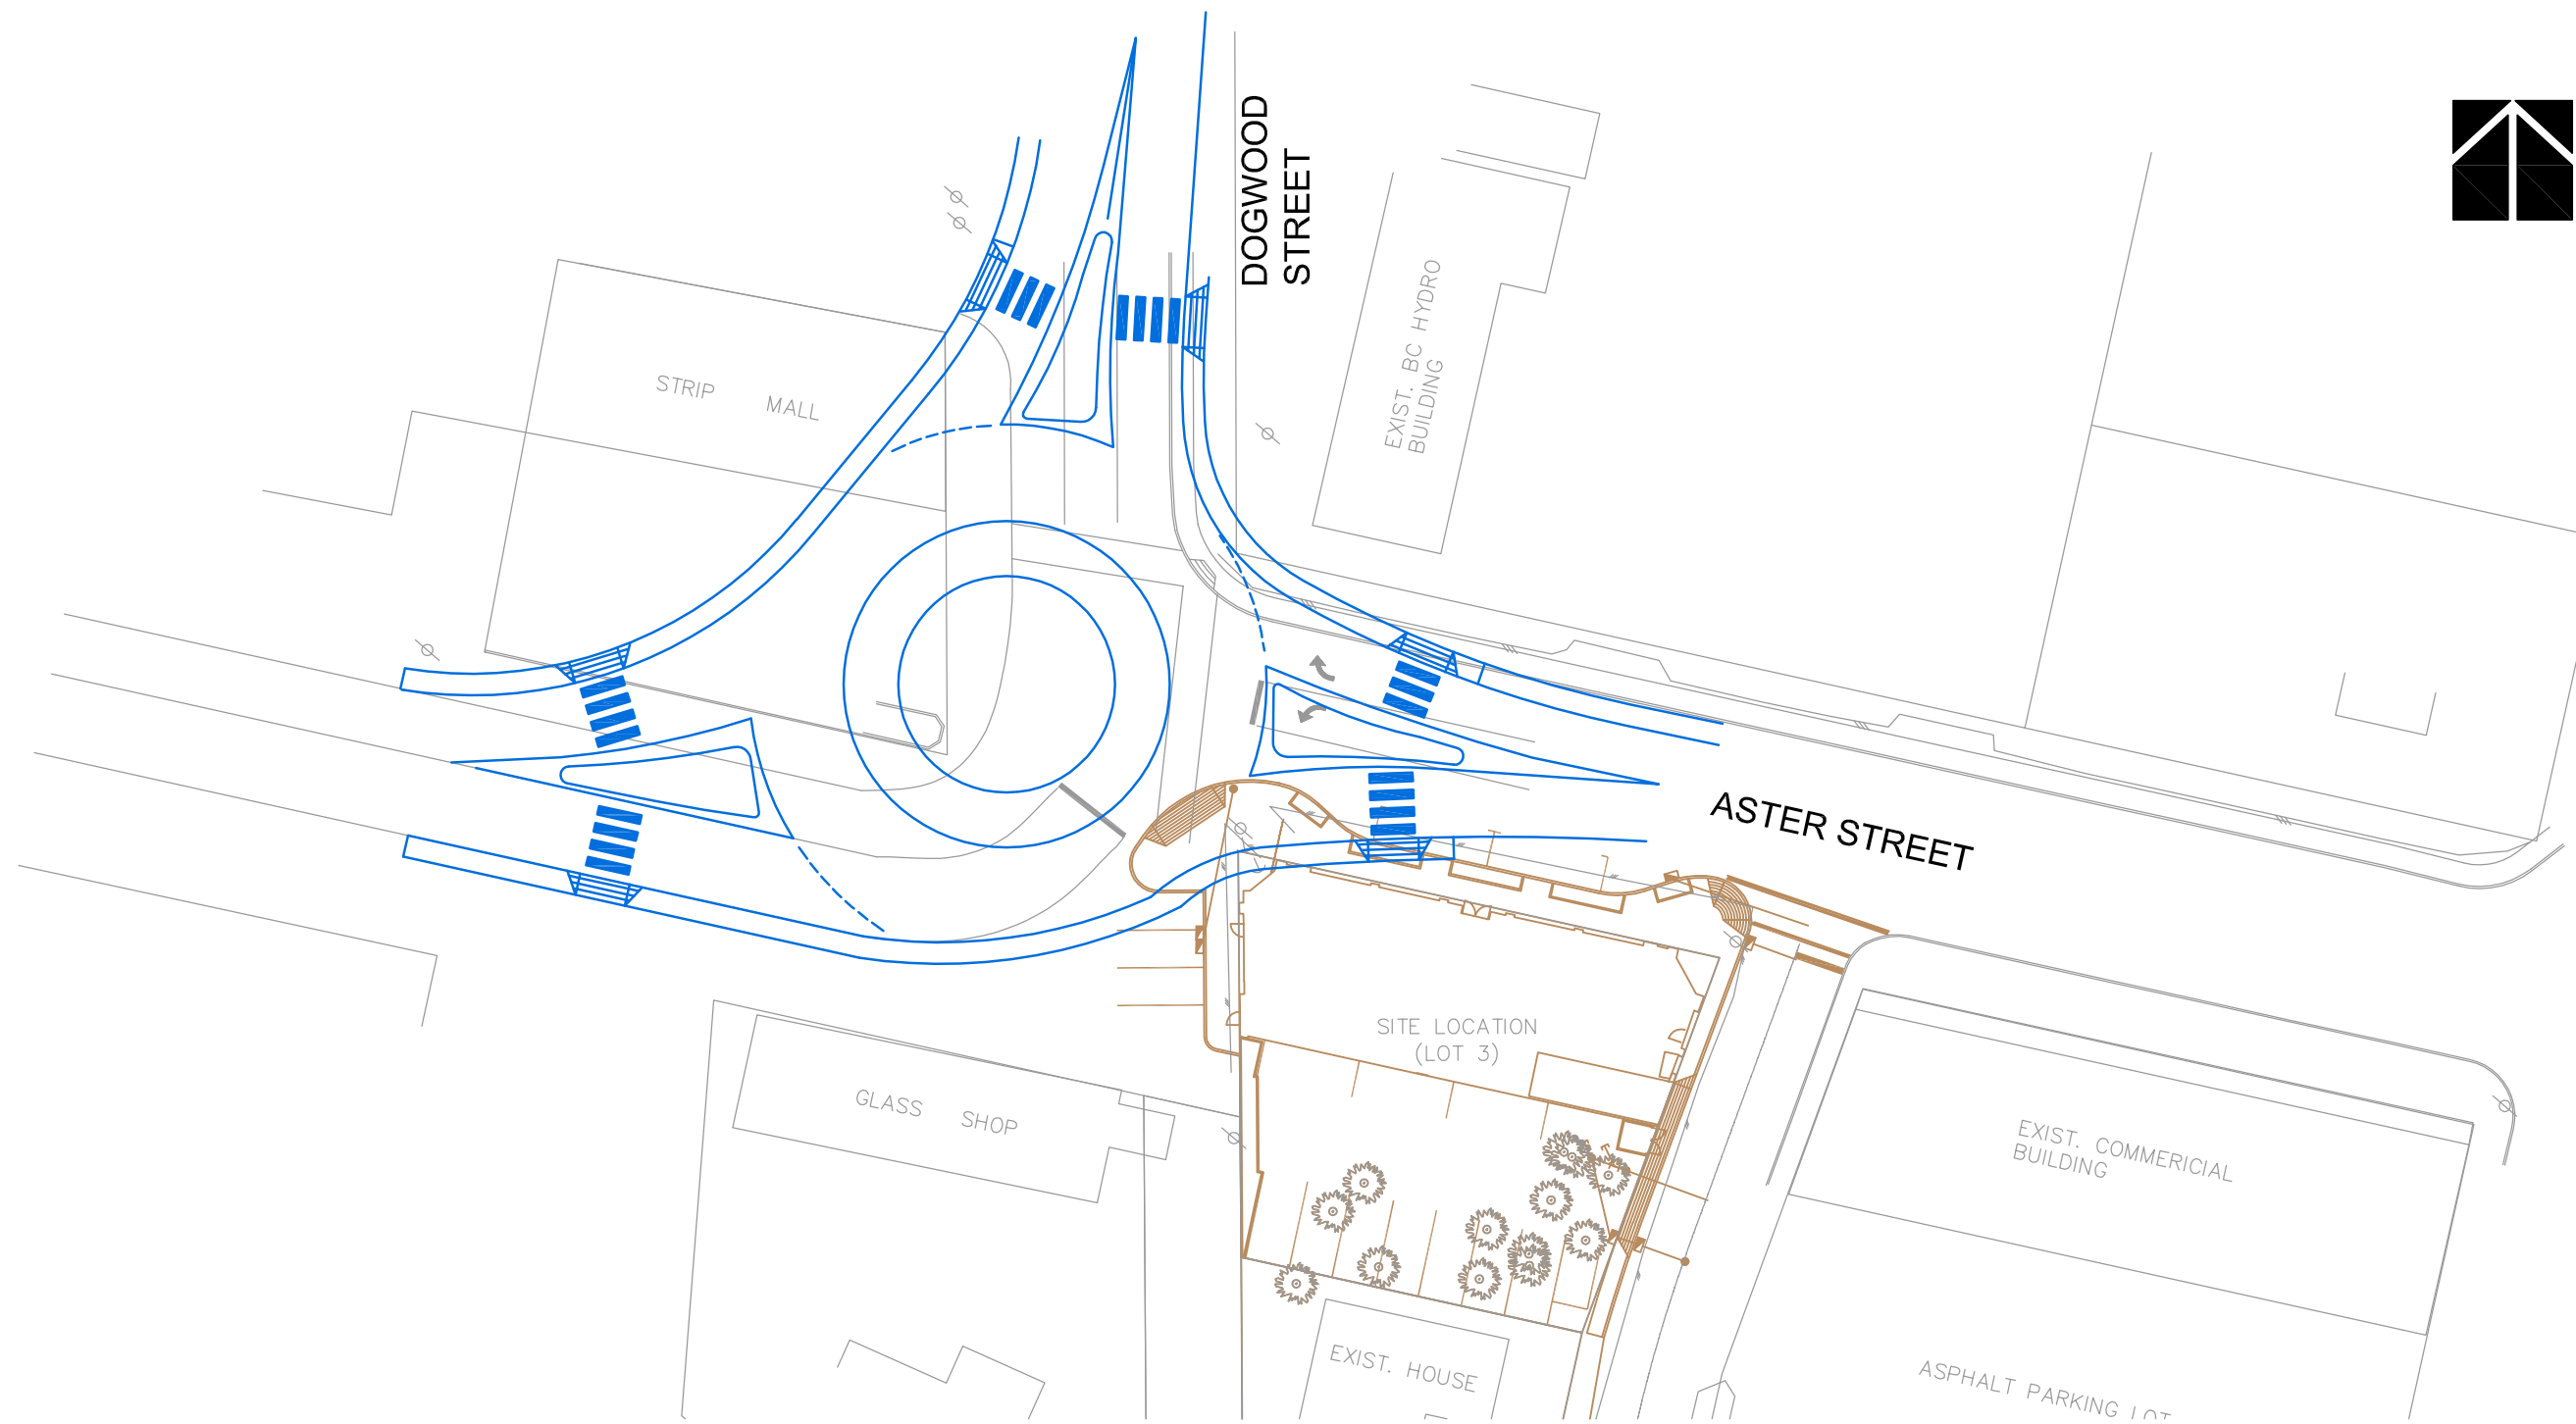 DOGWOOD
STREET
EXIST. BC HYDRO
BUILDING
STRIP MALL
ASTER STREET
SITE LOCATION
(LOT 3)
GLASS SHOP
EXIST. COMMERICIAL
BUILDING
EXIST. HOUSE
ASPHALT PARKING LOT